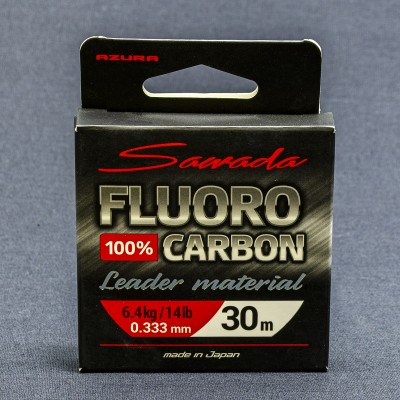 AZURA
Sawada
FLUORO
100% CARBON
Leader material
6.4kg/14lb
0.333 mm 30m
made in Japan